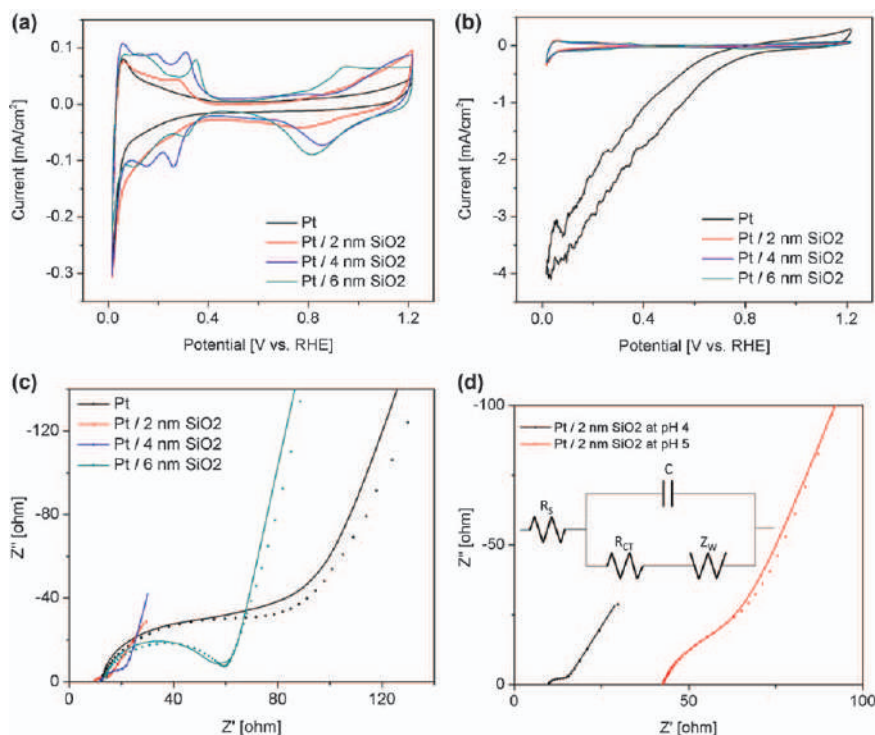 (a)
0.1
0.0
-0.1
-0.2
-0.3
Current [mA/cm²]
Pt
Pt / 2 nm SiO2
Pt / 4 nm SiO2
Pt / 6 nm SiO2
0.0 0.4 0.8 1.2
Potential [V vs. RHE]
(b)
0
-1
-2
-3
-4
Current [mA/cm²]
Pt
Pt / 2 nm SiO2
Pt / 4 nm SiO2
Pt / 6 nm SiO2
0.0 0.4 0.8 1.2
Potential [V vs. RHE]
(c)
-120
-80
-40
0
Z" [ohm]
Pt
Pt / 2 nm SiO2
Pt / 4 nm SiO2
Pt / 6 nm SiO2
0 40 80 120
Z' [ohm]
(d)
-100
-50
0
Z" [ohm]
Pt / 2 nm SiO2 at pH 4
Pt / 2 nm SiO2 at pH 5
C
RS
RCT ZW
0 50 100
Z' [ohm]